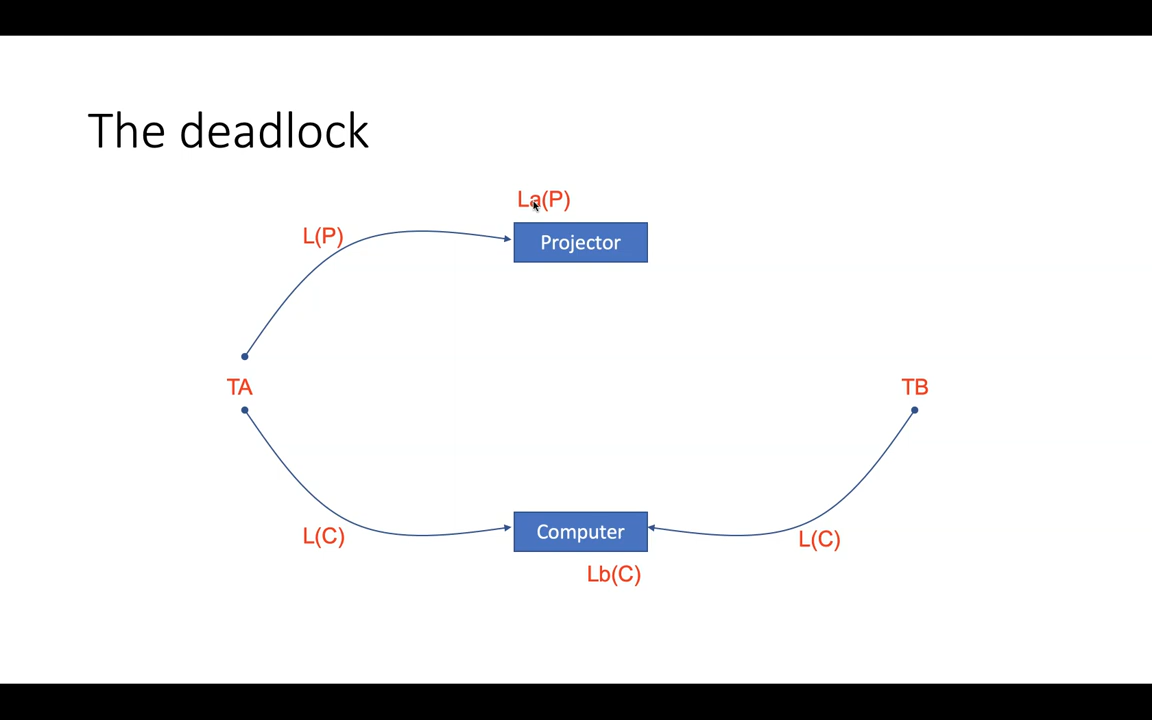 The deadlock
La(P)
L(P)
Projector
TA
TB
L(C)
Computer
L(C)
Lb(C)